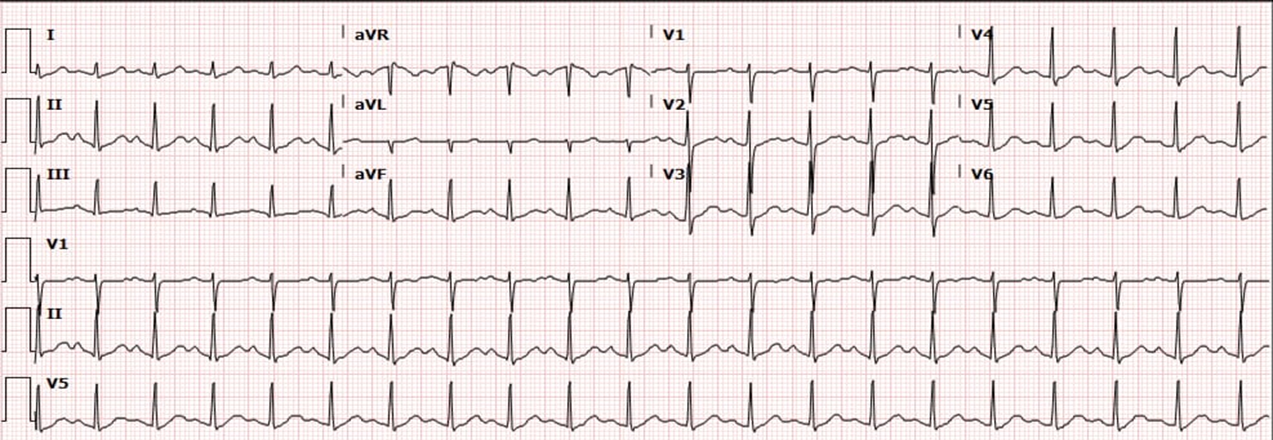 I aVR V1 V4
II aVL V2 V5
III aVF V3 V6
V1
II
V5